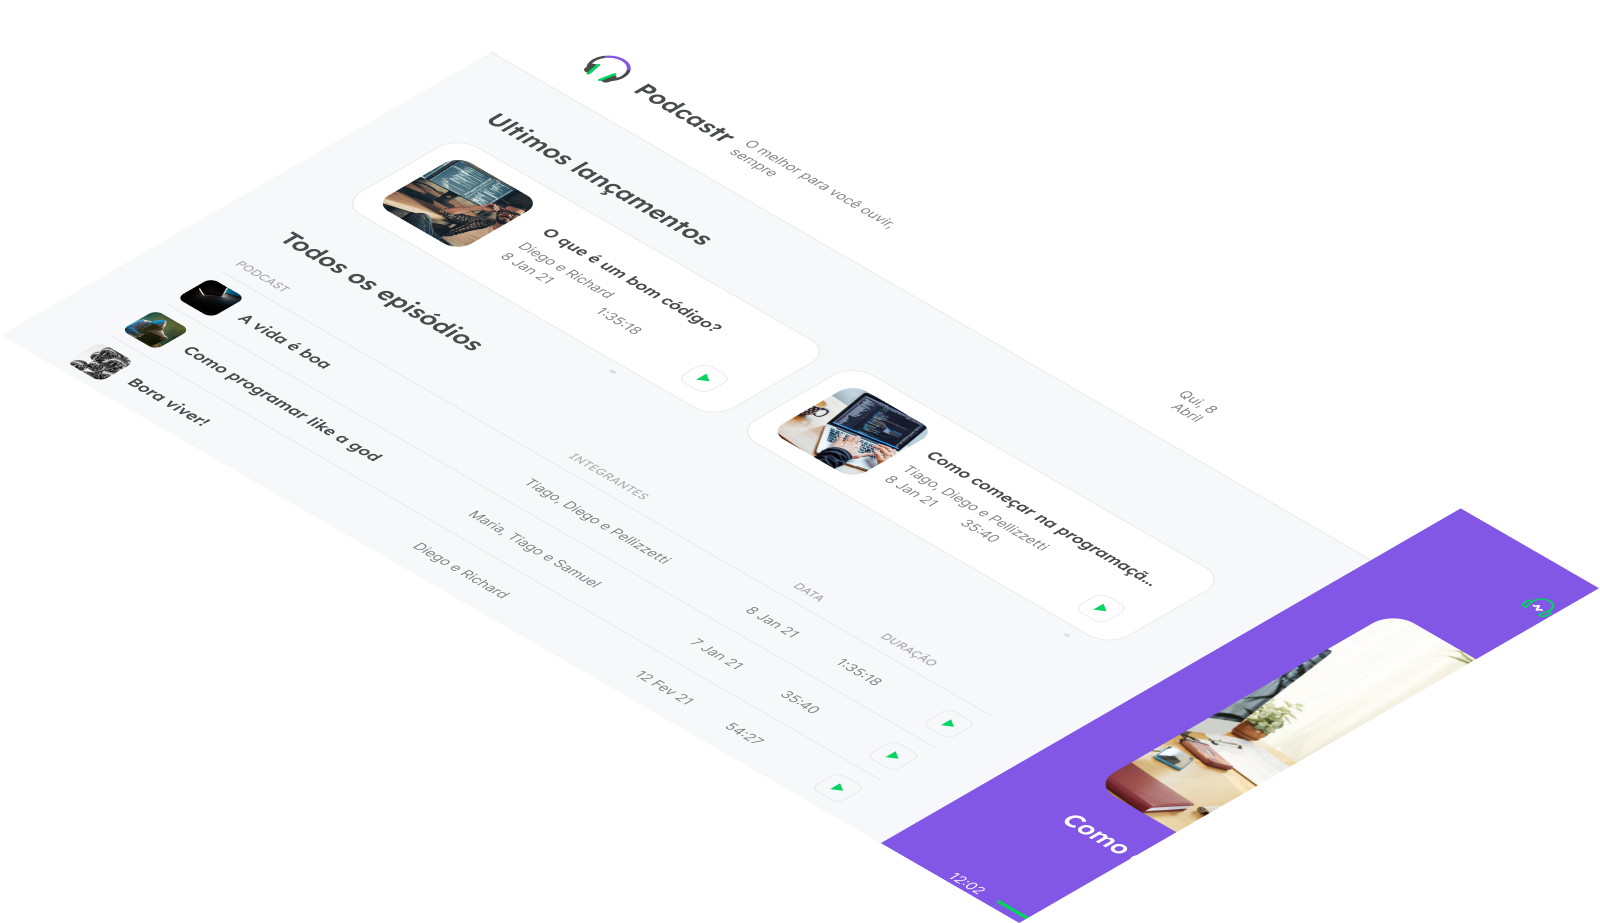 Podcastr
O melhor para você ouvir,
sempre
Qui, 8
Abril
Ultimos lançamentos
O que é um bom código?
Diego e Richard
8 Jan 21
1:35:18
Como começar na programaçã...
Tiago, Diego e Pellizzetti
8 Jan 21
35:40
Todos os episódios
PODCAST
INTEGRANTES
DATA
DURAÇÃO
A vida é boa
Tiago, Diego e Pellizzetti
8 Jan 21
1:35:18
Como programar like a god
Maria, Tiago e Samuel
7 Jan 21
35:40
Bora viver!
Diego e Richard
12 Fev 21
54:27
Como
12:02